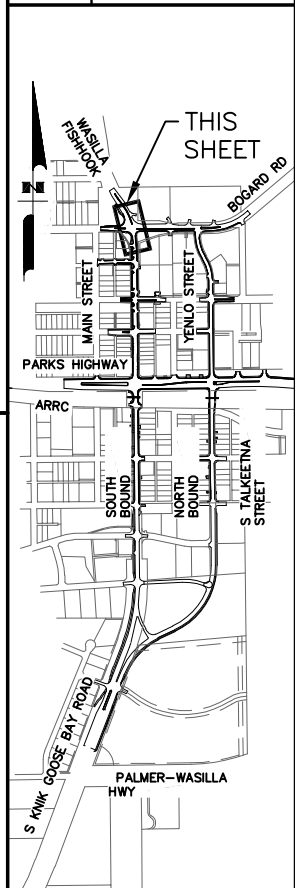 WASILLA
FISHHOOK
THIS
SHEET
BOGARD RD
N
MAIN STREET
YENLO STREET
PARKS HIGHWAY
ARRC
SOUTH
BOUND
NORTH
BOUND
S TALKEETNA
STREET
S KNIK GOOSE BAY ROAD
PALMER-WASILLA
HWY